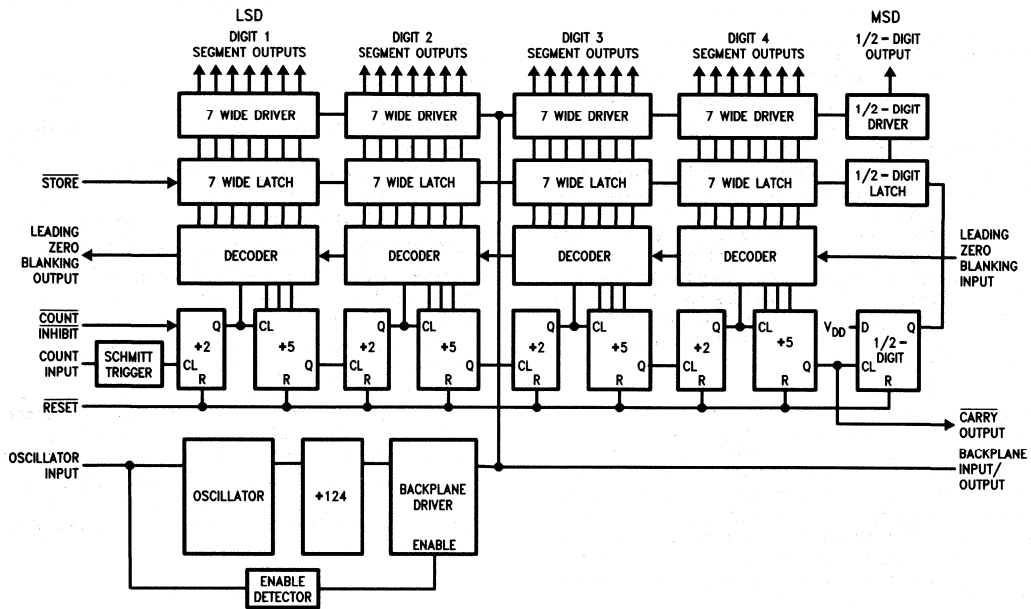 LSD
MSD
DIGIT 1
SEGMENT OUTPUTS
DIGIT 2
SEGMENT OUTPUTS
DIGIT 3
SEGMENT OUTPUTS
DIGIT 4
SEGMENT OUTPUTS
1/2 - DIGIT
OUTPUT
7 WIDE DRIVER
7 WIDE DRIVER
7 WIDE DRIVER
7 WIDE DRIVER
1/2 - DIGIT
DRIVER
STORE
7 WIDE LATCH
7 WIDE LATCH
7 WIDE LATCH
7 WIDE LATCH
1/2 - DIGIT
LATCH
LEADING
ZERO
BLANKING
OUTPUT
DECODER
DECODER
DECODER
DECODER
LEADING
ZERO
BLANKING
INPUT
COUNT
INHIBIT
COUNT
INPUT
SCHMITT
TRIGGER
Q
+2
CL
R
CL
+5
Q
R
Q
+2
CL
R
CL
+5
Q
R
Q
+2
CL
R
CL
+5
Q
R
Q
+2
CL
R
CL
+5
Q
R
VDD
D
Q
1/2 -
DIGIT
CL
R
RESET
CARRY
OUTPUT
OSCILLATOR
INPUT
OSCILLATOR
+124
BACKPLANE
DRIVER
ENABLE
BACKPLANE
INPUT/
OUTPUT
ENABLE
DETECTOR